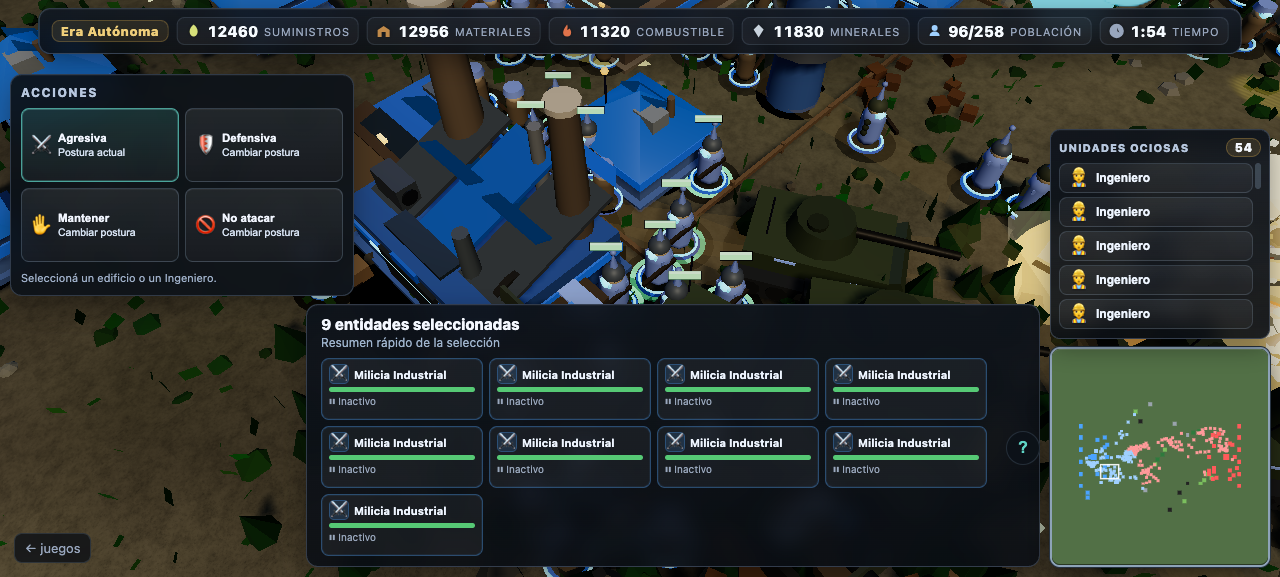 Era Autónoma
12460 SUMINISTROS
12956 MATERIALES
11320 COMBUSTIBLE
11830 MINERALES
96/258 POBLACIÓN
1:54 TIEMPO
ACCIONES
Agresiva
Postura actual
Defensiva
Cambiar postura
Mantener
Cambiar postura
No atacar
Cambiar postura
Seleccioná un edificio o un Ingeniero.
UNIDADES OCIOSAS 54
Ingeniero
Ingeniero
Ingeniero
Ingeniero
Ingeniero
9 entidades seleccionadas
Resumen rápido de la selección
Milicia Industrial
Inactivo
Milicia Industrial
Inactivo
Milicia Industrial
Inactivo
Milicia Industrial
Inactivo
Milicia Industrial
Inactivo
Milicia Industrial
Inactivo
Milicia Industrial
Inactivo
Milicia Industrial
Inactivo
Milicia Industrial
Inactivo
?
← juegos